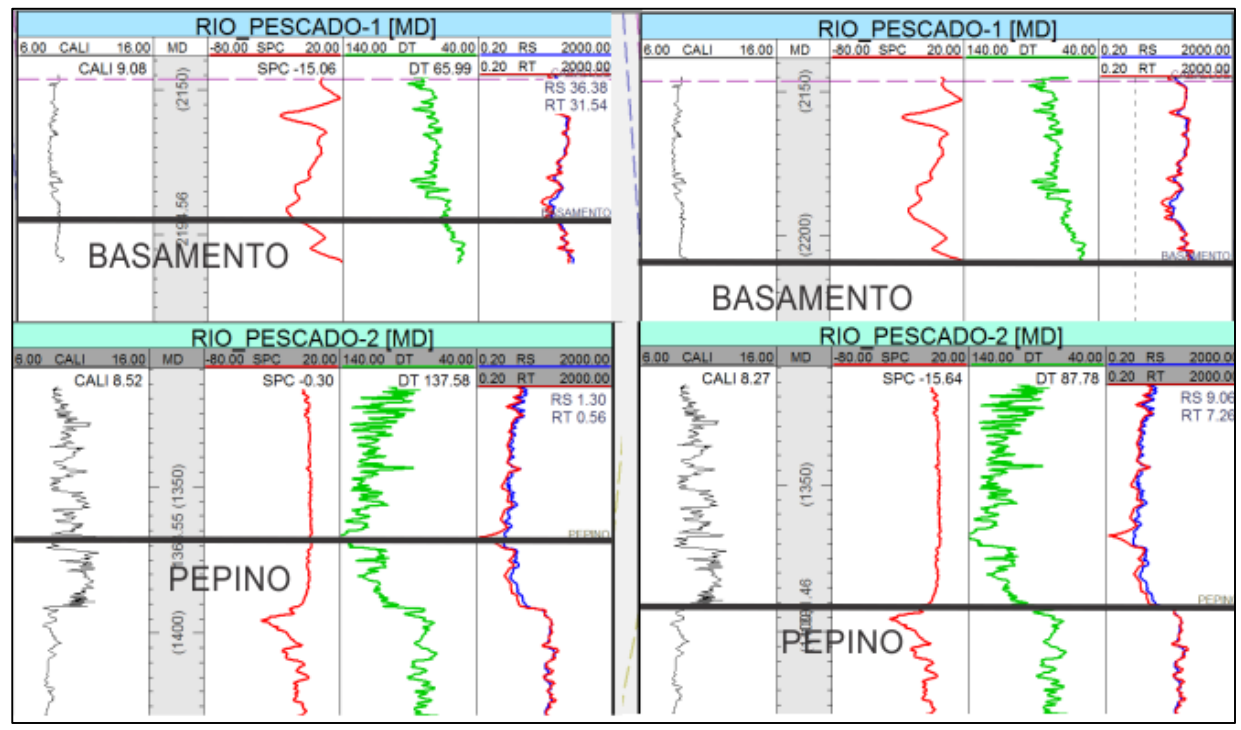 RIO_PESCADO-1 [MD]
6.00 CALI 16.00 MD -80.00 SPC 20.00 140.00 DT 40.00 0.20 RS 2000.00
CALI 9.08 SPC -15.06 DT 65.99 0.20 RT 2000.00
RS 36.38
RT 31.54
(2150)
2194.56
BASAMENTO
BASAMENTO
RIO_PESCADO-1 [MD]
6.00 CALI 16.00 MD -80.00 SPC 20.00 140.00 DT 40.00 0.20 RS 2000.00
0.20 RT 2000.00
(2150)
(2200)
BASAMENTO
BASAMENTO
RIO_PESCADO-2 [MD]
6.00 CALI 16.00 MD -80.00 SPC 20.00 140.00 DT 40.00 0.20 RS 2000.00
CALI 8.52 SPC -0.30 DT 137.58 0.20 RT 2000.00
RS 1.30
RT 0.56
(1350)
PEPINO
PEPINO
(1400)
RIO_PESCADO-2 [MD]
6.00 CALI 16.00 MD -80.00 SPC 20.00 140.00 DT 40.00 0.20 RS 2000.00
CALI 8.27 SPC -15.64 DT 87.78 0.20 RT 2000.00
RS 9.06
RT 7.26
(1350)
PEPINO
PEPINO